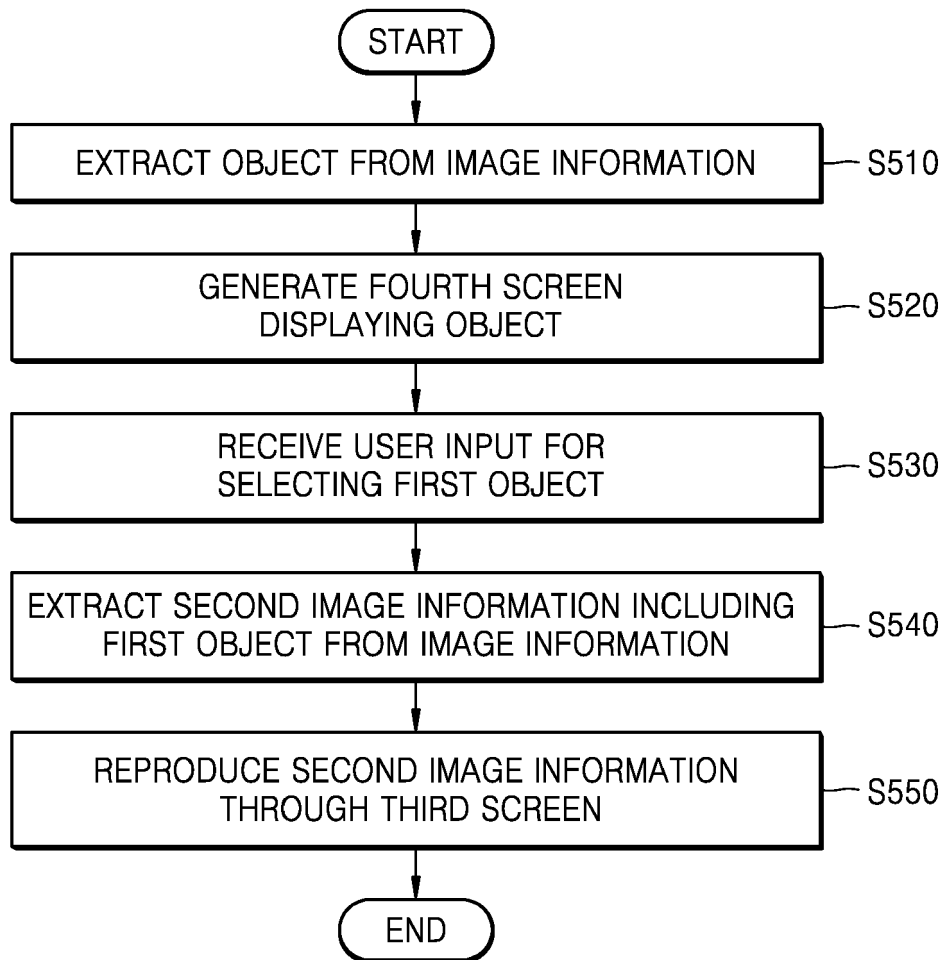 START
EXTRACT OBJECT FROM IMAGE INFORMATION
S510
GENERATE FOURTH SCREEN
DISPLAYING OBJECT
S520
RECEIVE USER INPUT FOR
SELECTING FIRST OBJECT
S530
EXTRACT SECOND IMAGE INFORMATION INCLUDING
FIRST OBJECT FROM IMAGE INFORMATION
S540
REPRODUCE SECOND IMAGE INFORMATION
THROUGH THIRD SCREEN
S550
END